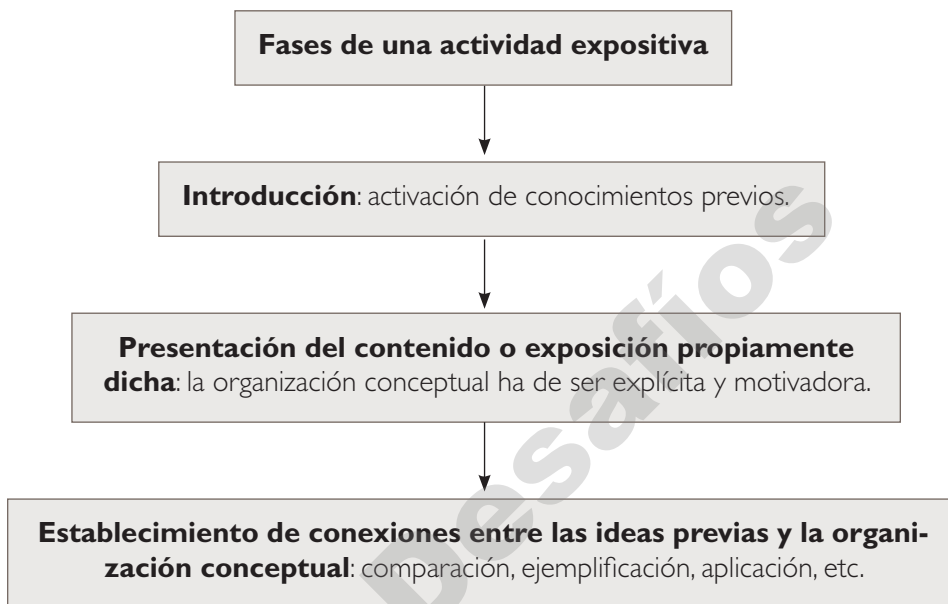 Fases de una actividad expositiva
Introducción: activación de conocimientos previos.
Presentación del contenido o exposición propiamente
dicha: la organización conceptual ha de ser explícita y motivadora.
Establecimiento de conexiones entre las ideas previas y la organi-
zación conceptual: comparación, ejemplificación, aplicación, etc.
Desafíos